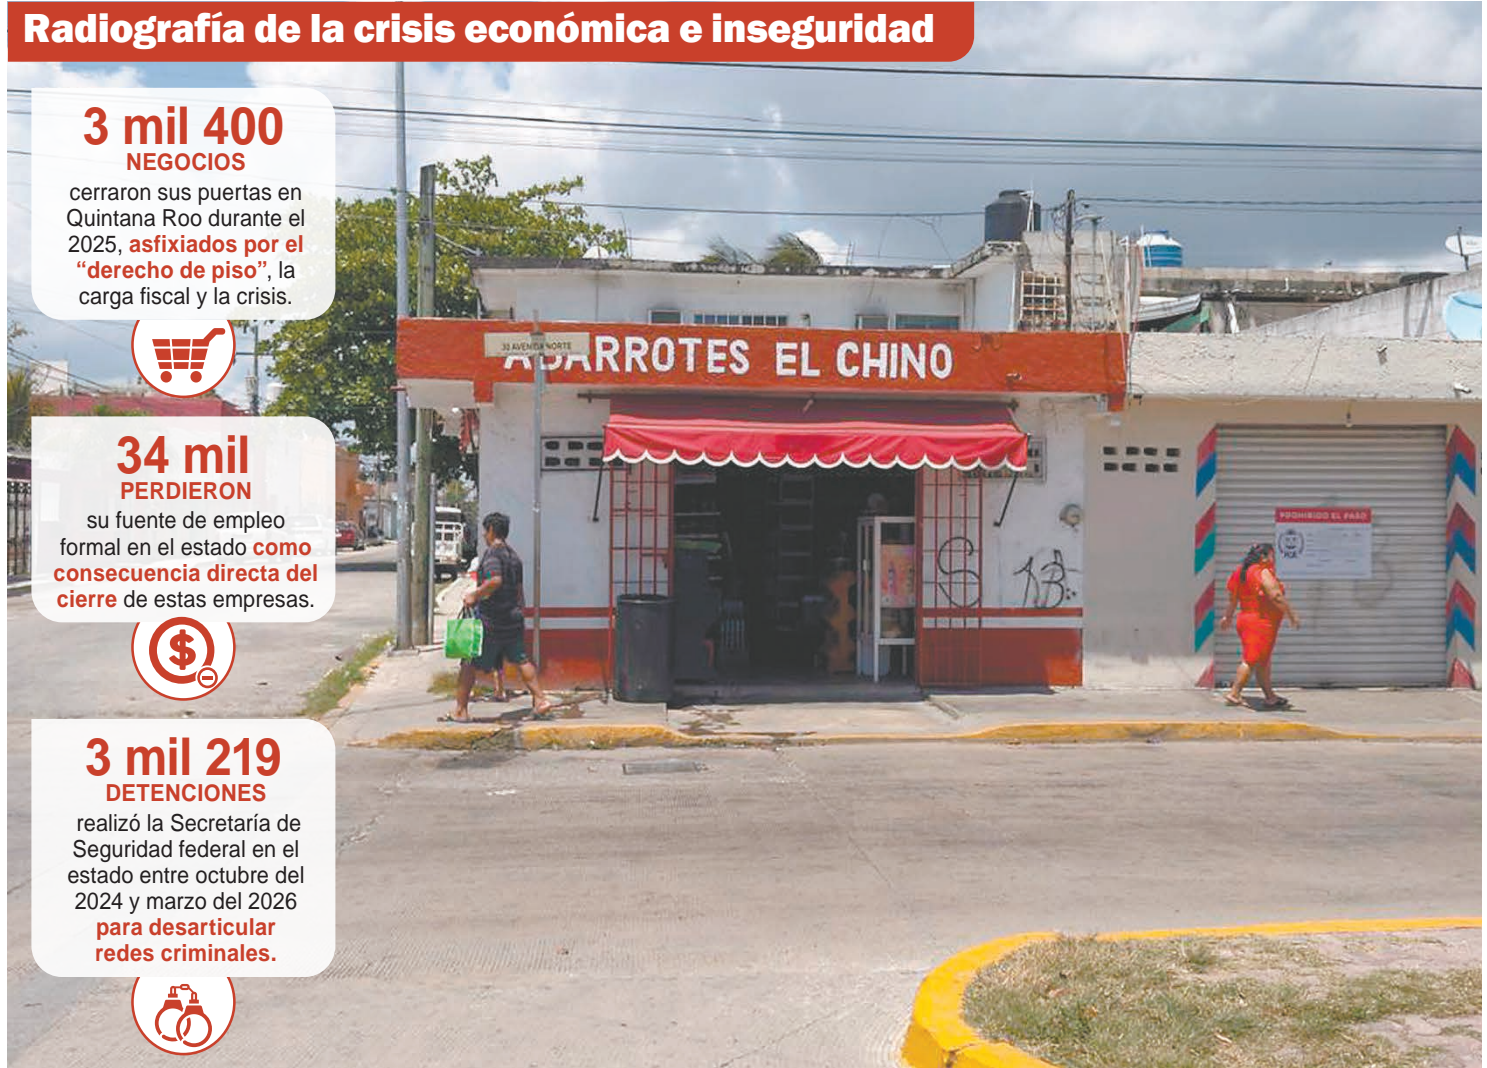 Radiografía de la crisis económica e inseguridad
3 mil 400
NEGOCIOS
cerraron sus puertas en
Quintana Roo durante el
2025, asfixiados por el
“derecho de piso”, la
carga fiscal y la crisis.
34 mil
PERDIERON
su fuente de empleo
formal en el estado como
consecuencia directa del
cierre de estas empresas.
3 mil 219
DETENCIONES
realizó la Secretaría de
Seguridad federal en el
estado entre octubre del
2024 y marzo del 2026
para desarticular
redes criminales.
30 AVENIDA NORTE
ABARROTES EL CHINO
PROHIBIDO EL PASO